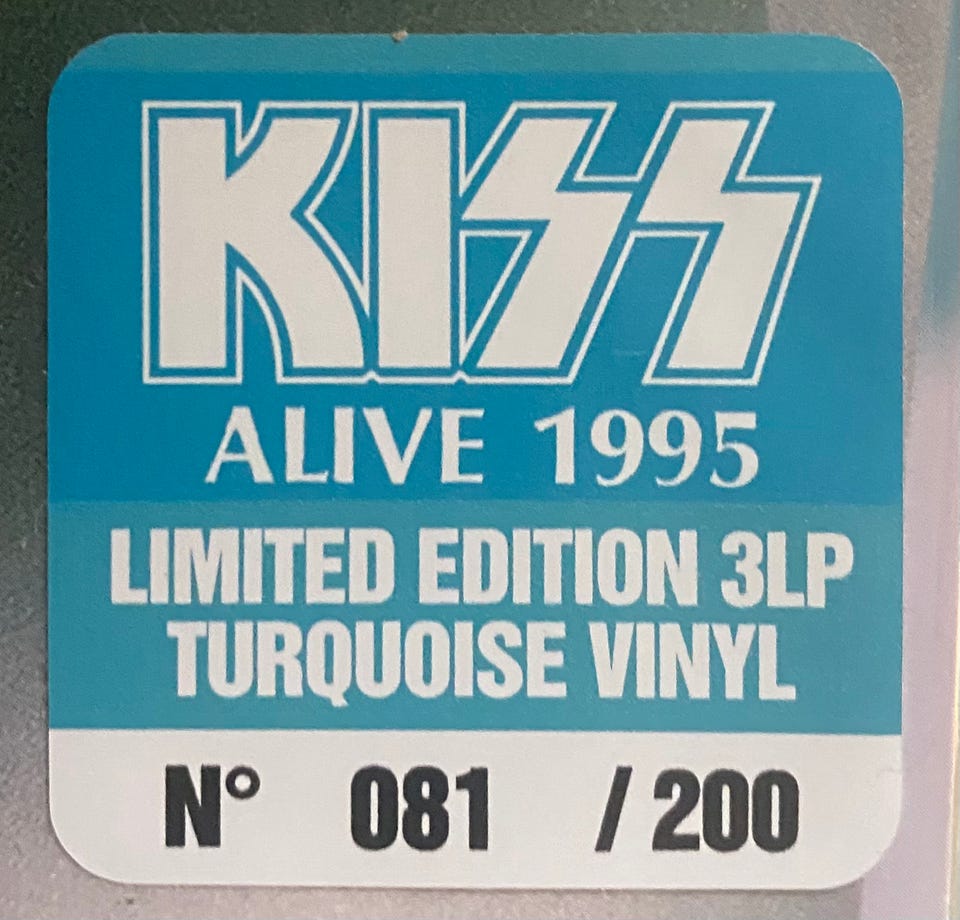 KISS
ALIVE 1995
LIMITED EDITION 3LP
TURQUOISE VINYL
N° 081 / 200